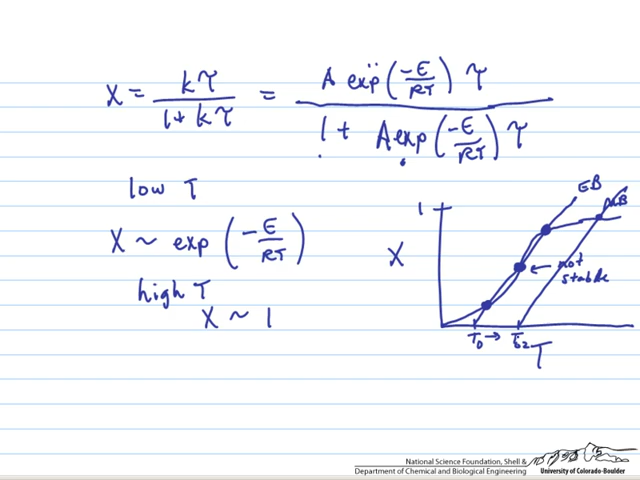 X = kτ / (1 + kτ) = A exp(-E/RT) τ / (1 + A exp(-E/RT) τ)
low T
X ~ exp(-E/RT)
high T
X ~ 1
EB
MB
1
X
not stable
T0 → T02
T
National Science Foundation, Shell &
Department of Chemical and Biological Engineering
University of Colorado-Boulder